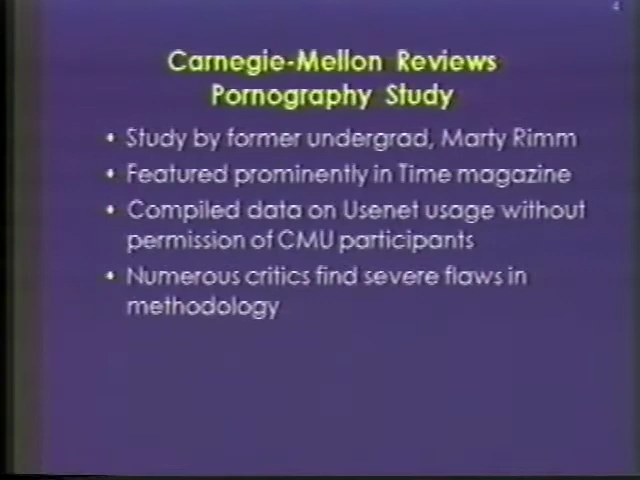 4
Carnegie-Mellon Reviews
Pornography Study
• Study by former undergrad, Marty Rimm
• Featured prominently in Time magazine
• Compiled data on Usenet usage without
permission of CMU participants
• Numerous critics find severe flaws in
methodology